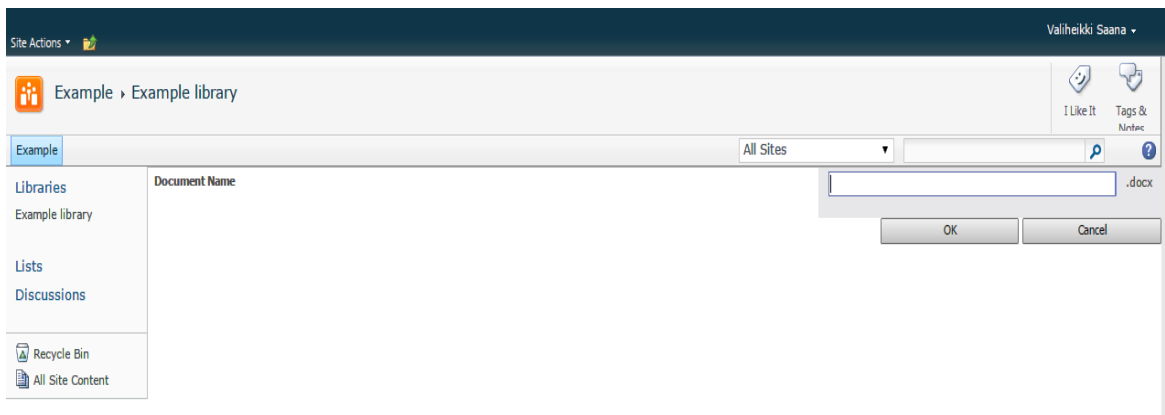 Valiheikki Saana
Site Actions
Example ▸ Example library
I Like It
Tags &
Notes
Example
All Sites
Libraries
Document Name
.docx
Example library
OK
Cancel
Lists
Discussions
Recycle Bin
All Site Content